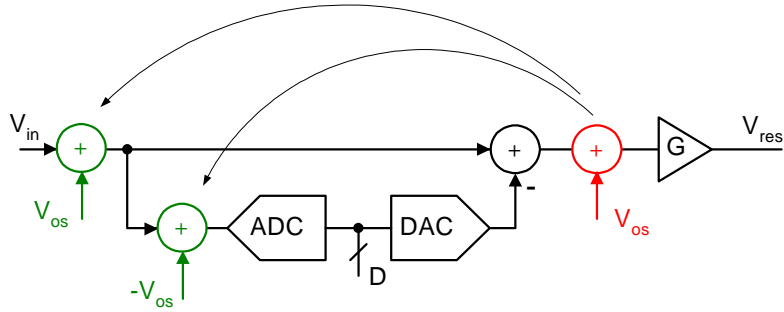 V_in
+
+
+
G
V_res
V_os
+
ADC
DAC
-
V_os
D
-V_os